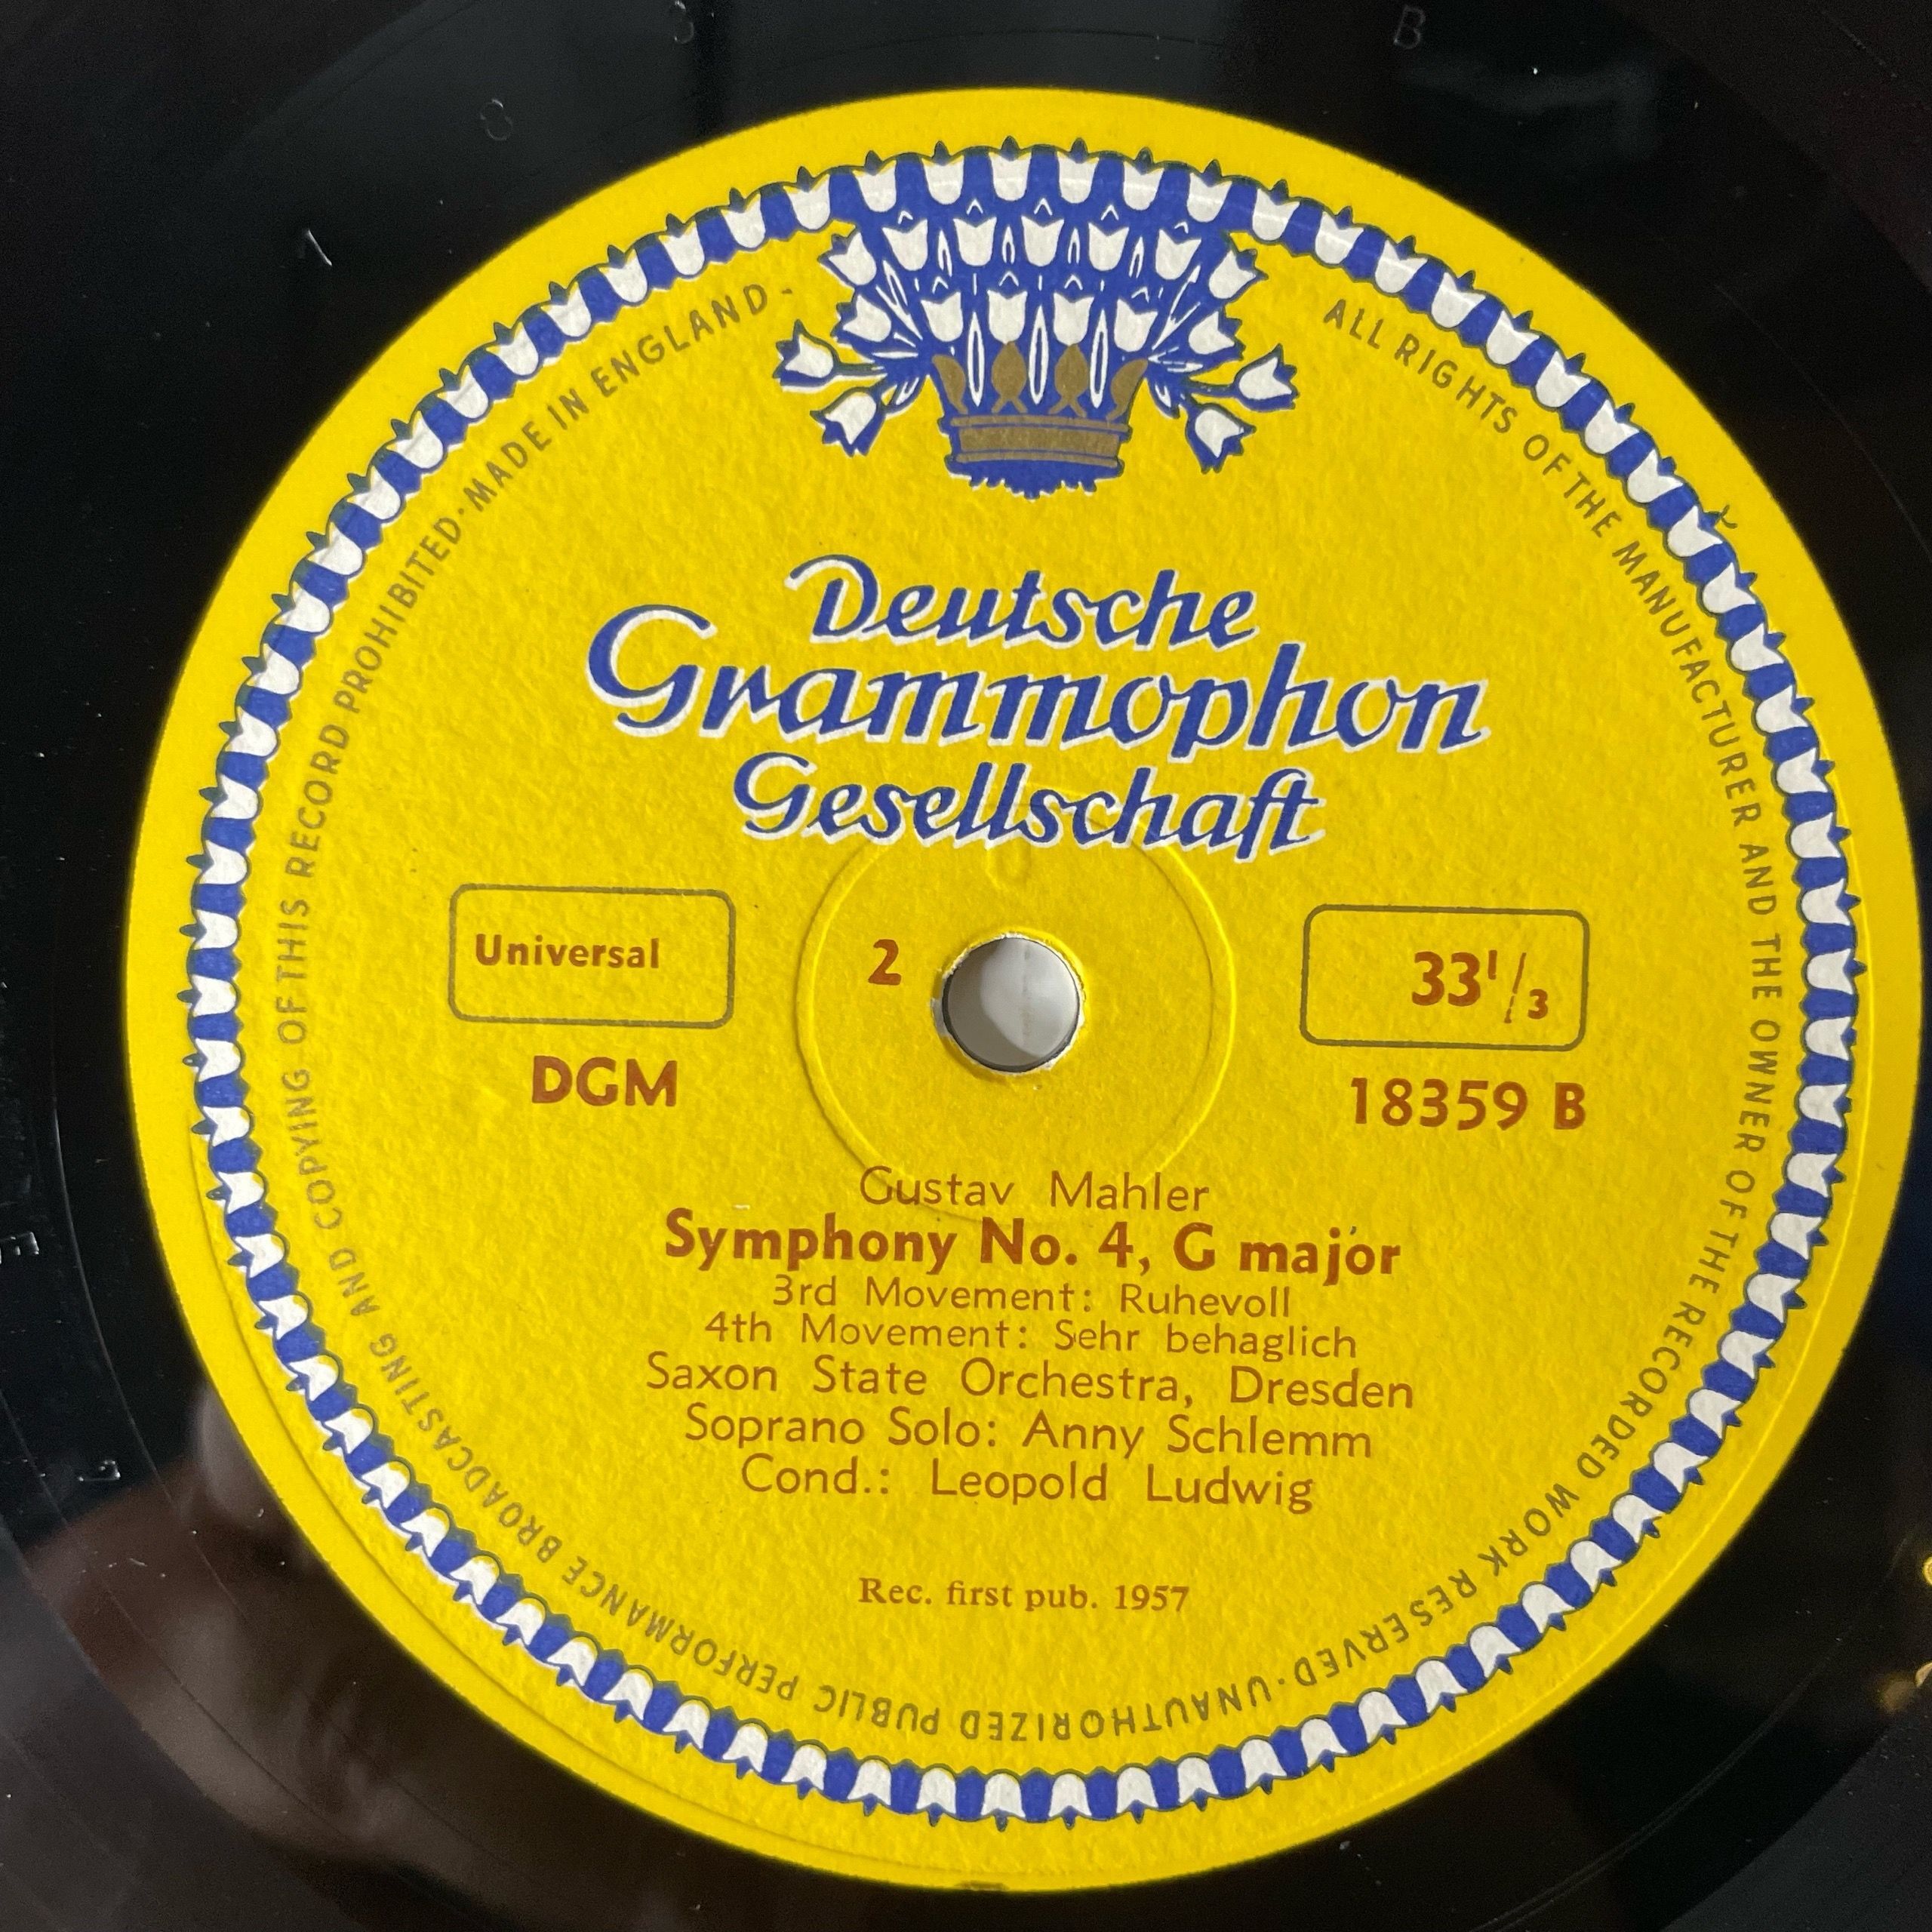 ALL RIGHTS OF THE MANUFACTURER AND THE OWNER OF THE RECORDED WORK RESERVED · UNAUTHORIZED PUBLIC PERFORMANCE BROADCASTING AND COPYING OF THIS RECORD PROHIBITED · MADE IN ENGLAND -
Deutsche
Grammophon
Gesellschaft
Universal
2
33 1/3
DGM
18359 B
Gustav Mahler
Symphony No. 4, G major
3rd Movement: Ruhevoll
4th Movement: Sehr behaglich
Saxon State Orchestra, Dresden
Soprano Solo: Anny Schlemm
Cond.: Leopold Ludwig
Rec. first pub. 1957